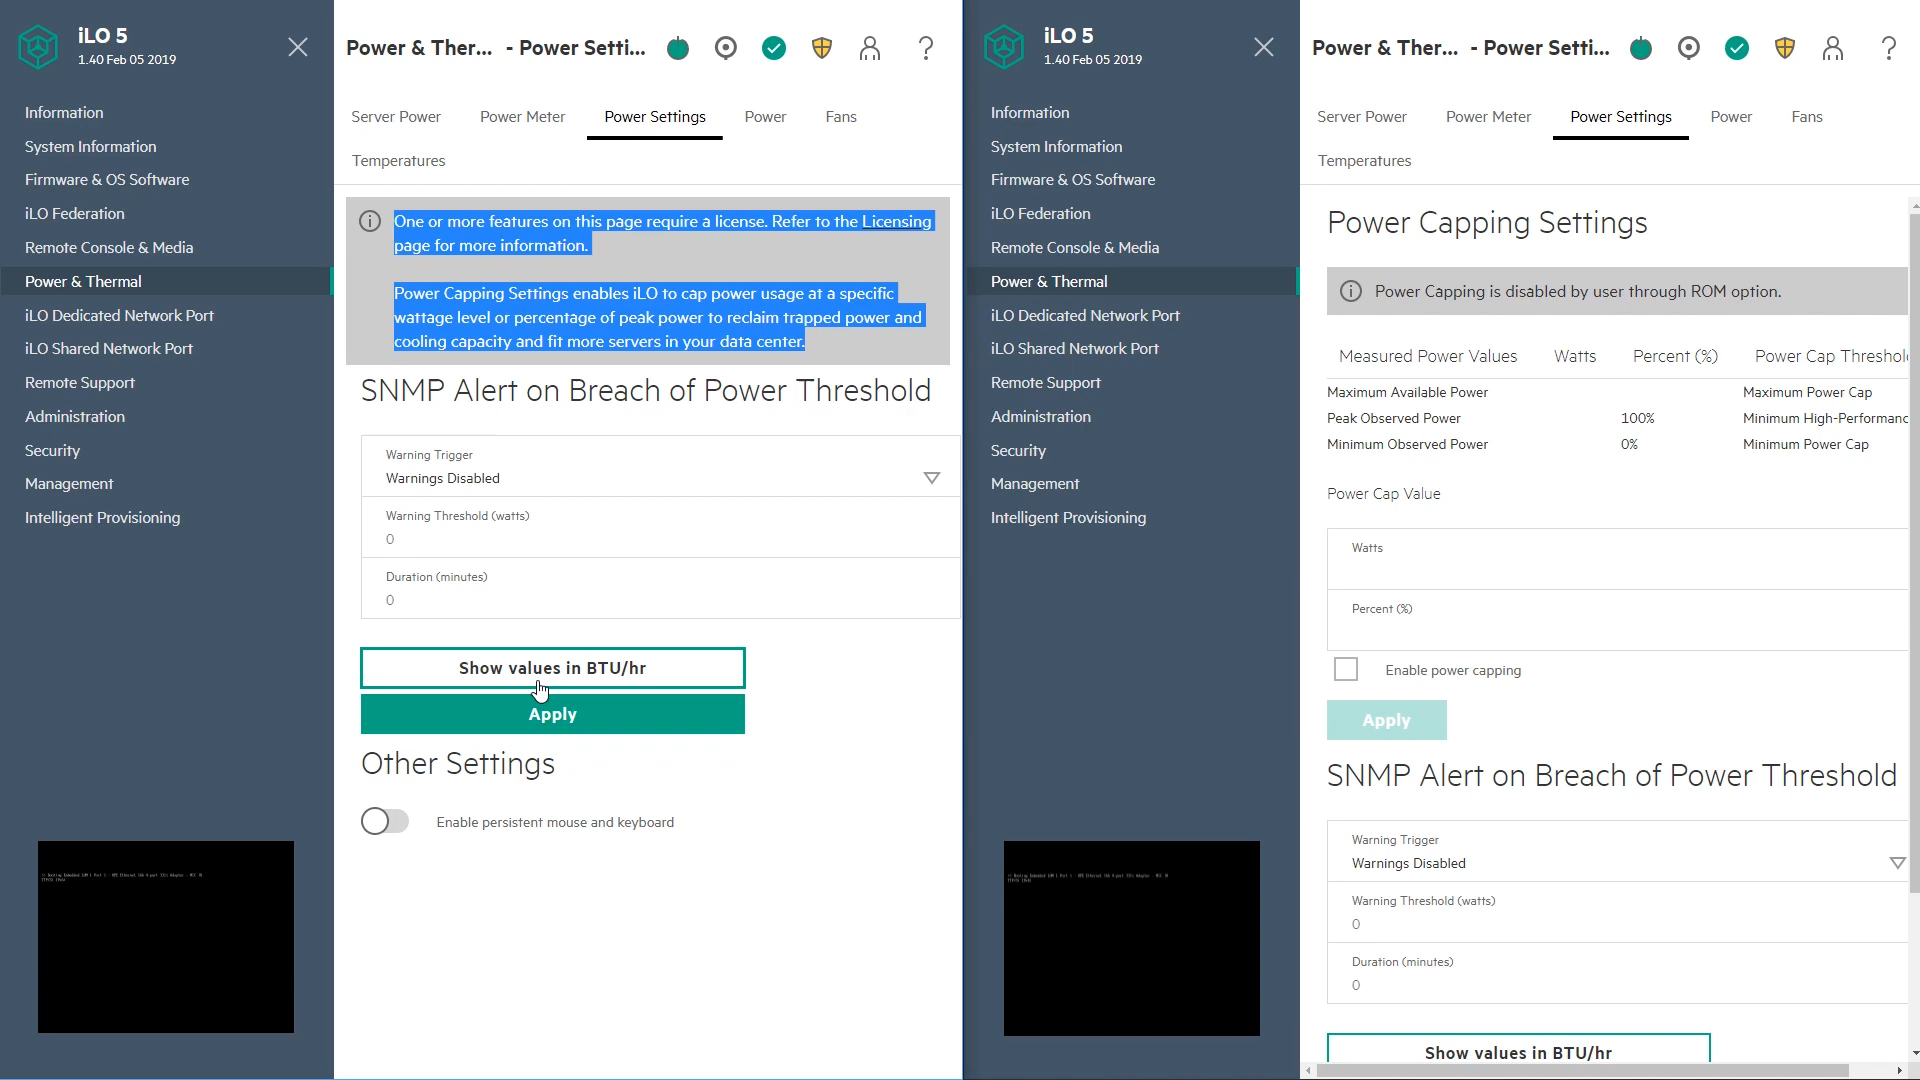 iLO 5
1.40 Feb 05 2019
Information
System Information
Firmware & OS Software
iLO Federation
Remote Console & Media
Power & Thermal
iLO Dedicated Network Port
iLO Shared Network Port
Remote Support
Administration
Security
Management
Intelligent Provisioning
Power & Ther... - Power Setti...
Server Power Power Meter Power Settings Power Fans
Temperatures
One or more features on this page require a license. Refer to the Licensing
page for more information.
Power Capping Settings enables iLO to cap power usage at a specific
wattage level or percentage of peak power to reclaim trapped power and
cooling capacity and fit more servers in your data center.
SNMP Alert on Breach of Power Threshold
Warning Trigger
Warnings Disabled
Warning Threshold (watts)
0
Duration (minutes)
0
Show values in BTU/hr
Apply
Other Settings
Enable persistent mouse and keyboard
iLO 5
1.40 Feb 05 2019
Information
System Information
Firmware & OS Software
iLO Federation
Remote Console & Media
Power & Thermal
iLO Dedicated Network Port
iLO Shared Network Port
Remote Support
Administration
Security
Management
Intelligent Provisioning
Power & Ther... - Power Setti...
Server Power Power Meter Power Settings Power Fans
Temperatures
Power Capping Settings
Power Capping is disabled by user through ROM option.
Measured Power Values Watts Percent (%) Power Cap Threshol
Maximum Available Power Maximum Power Cap
Peak Observed Power 100% Minimum High-Performanc
Minimum Observed Power 0% Minimum Power Cap
Power Cap Value
Watts
Percent (%)
Enable power capping
Apply
SNMP Alert on Breach of Power Threshold
Warning Trigger
Warnings Disabled
Warning Threshold (watts)
0
Duration (minutes)
0
Show values in BTU/hr